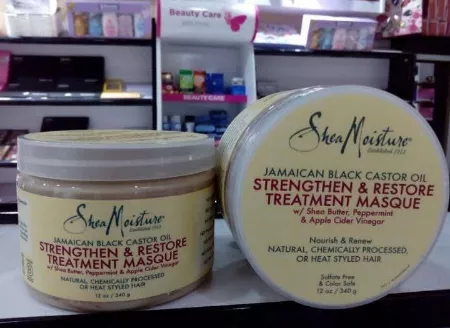 Beauty Care
BEAUTY CARE
SheaMoisture
Established 1912
JAMAICAN BLACK CASTOR OIL
STRENGTHEN & RESTORE
TREATMENT MASQUE
w/ Shea Butter, Peppermint & Apple Cider Vinegar
NATURAL, CHEMICALLY PROCESSED,
OR HEAT STYLED HAIR
12 oz / 340 g
SheaMoisture
Established 1912
JAMAICAN BLACK CASTOR OIL
STRENGTHEN & RESTORE
TREATMENT MASQUE
w/ Shea Butter, Peppermint
& Apple Cider Vinegar
Nourish & Renew
NATURAL, CHEMICALLY PROCESSED,
OR HEAT STYLED HAIR
Sulfate Free
& Color Safe
12 oz / 340 g